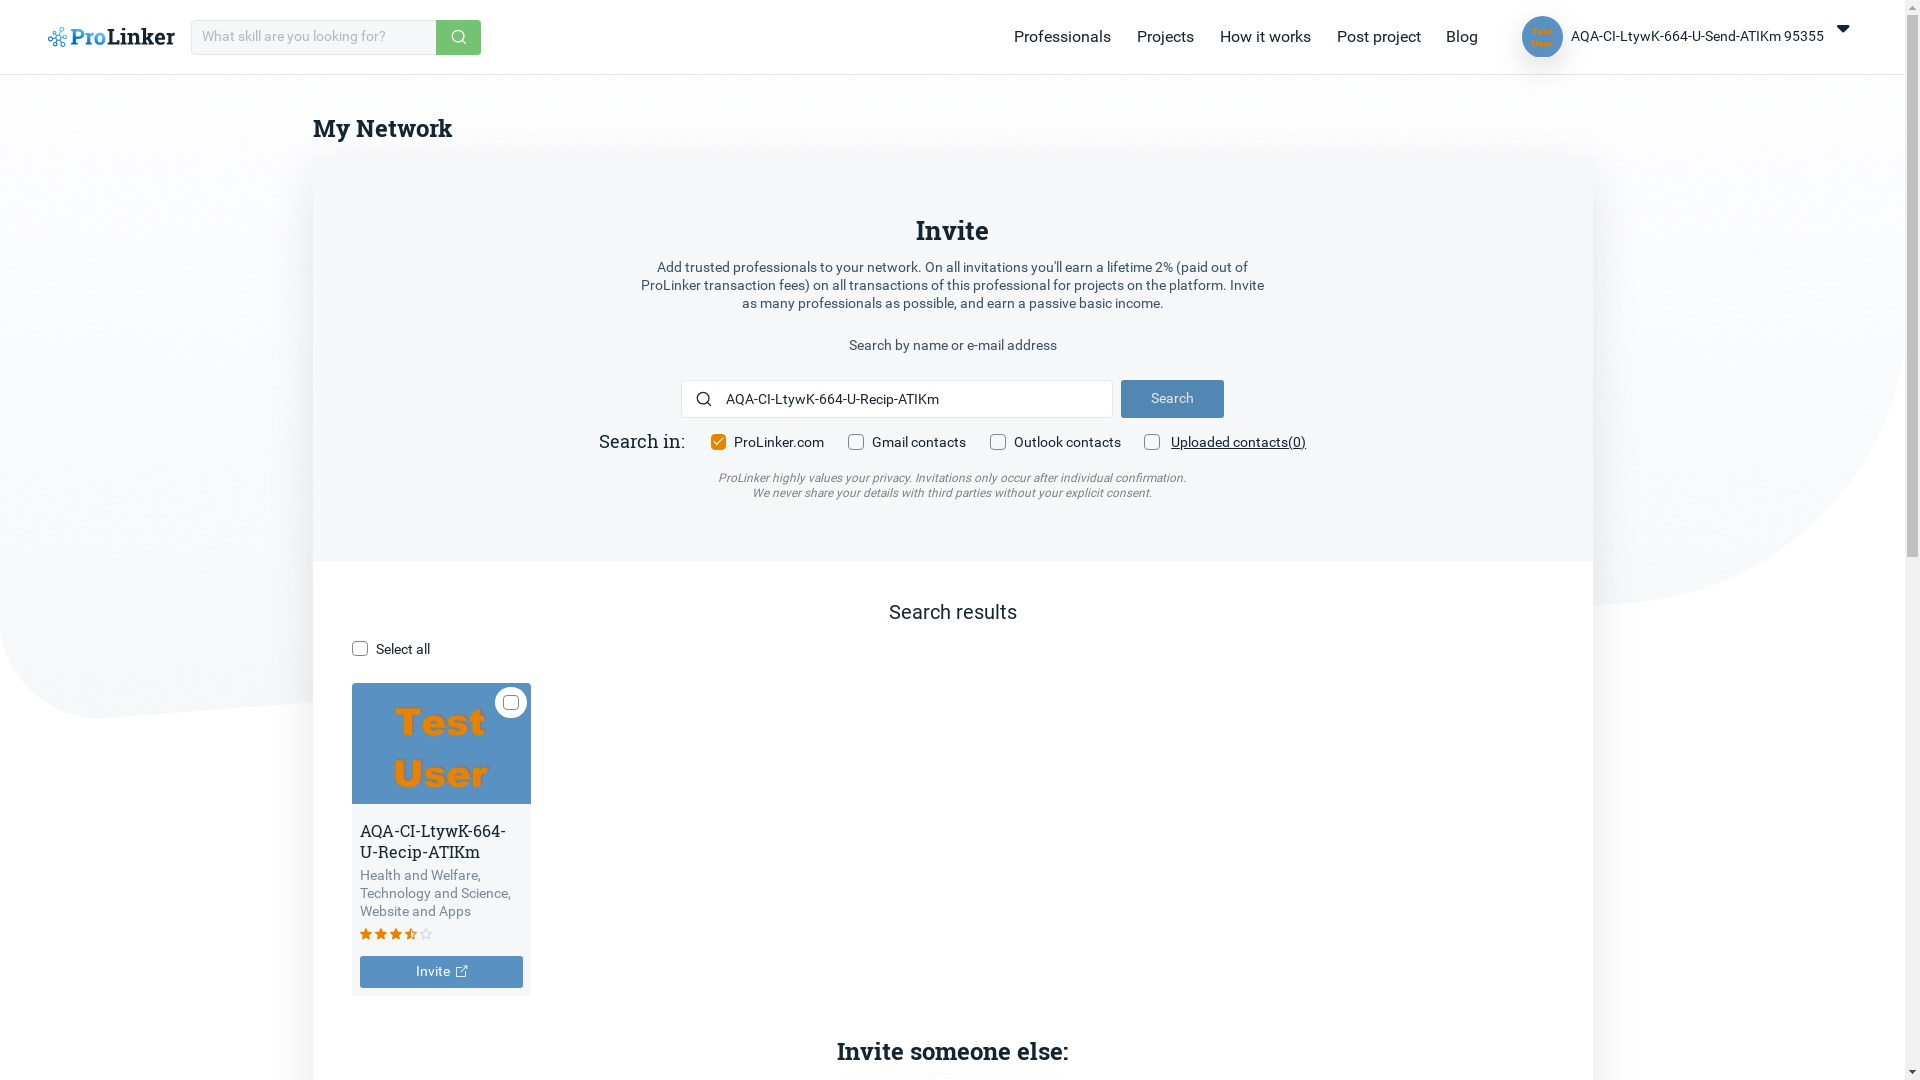 ProLinker
What skill are you looking for?
Professionals
Projects
How it works
Post project
Blog
Test
User
AQA-CI-LtywK-664-U-Send-ATIKm 95355
My Network
Invite
Add trusted professionals to your network. On all invitations you'll earn a lifetime 2% (paid out of
ProLinker transaction fees) on all transactions of this professional for projects on the platform. Invite
as many professionals as possible, and earn a passive basic income.
Search by name or e-mail address
AQA-CI-LtywK-664-U-Recip-ATIKm
Search
Search in:
ProLinker.com
Gmail contacts
Outlook contacts
Uploaded contacts(0)
ProLinker highly values your privacy. Invitations only occur after individual confirmation.
We never share your details with third parties without your explicit consent.
Search results
Select all
Test
User
AQA-CI-LtywK-664-
U-Recip-ATIKm
Health and Welfare,
Technology and Science,
Website and Apps
Invite
Invite someone else: